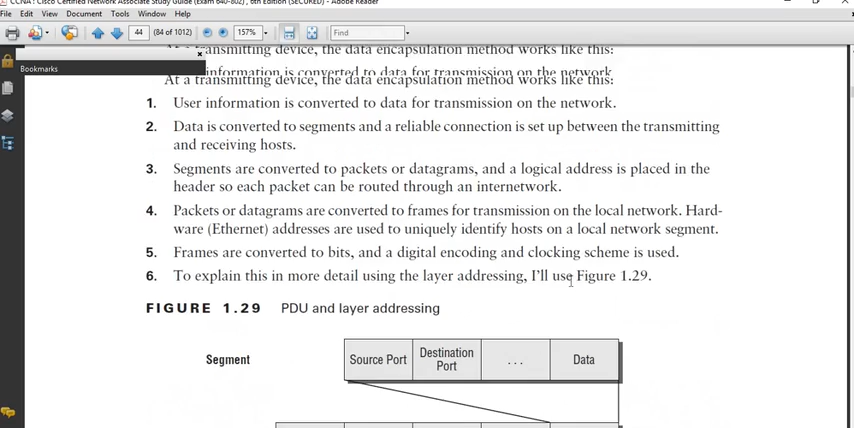 CCNA : Cisco Certified Network Associate Study Guide (Exam 640-802) , 6th Edition (SECURED) - Adobe Reader
File Edit View Document Tools Window Help
44 (84 of 1012) 157% Find
Bookmarks
At a transmitting device, the data encapsulation method works like this:
information is converted to data for transmission on the network
At a transmitting device, the data encapsulation method works like this:
1. User information is converted to data for transmission on the network.
2. Data is converted to segments and a reliable connection is set up between the transmitting
and receiving hosts.
3. Segments are converted to packets or datagrams, and a logical address is placed in the
header so each packet can be routed through an internetwork.
4. Packets or datagrams are converted to frames for transmission on the local network. Hard-
ware (Ethernet) addresses are used to uniquely identify hosts on a local network segment.
5. Frames are converted to bits, and a digital encoding and clocking scheme is used.
6. To explain this in more detail using the layer addressing, I'll use Figure 1.29.
FIGURE 1.29 PDU and layer addressing
Segment
Source Port
Destination
Port
...
Data